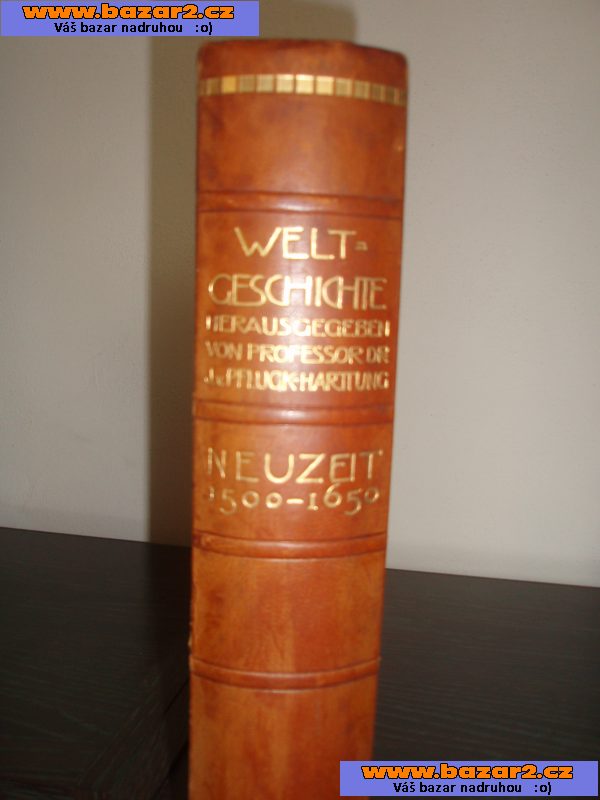 www.bazar2.cz
Váš bazar nadruhou :o)
WELT=
GESCHICHTE
HERAUSGEGEBEN
VON PROFESSOR DR
J.v.PFLUGK-HARTTUNG
NEUZEIT
1500-1650
www.bazar2.cz
Váš bazar nadruhou :o)